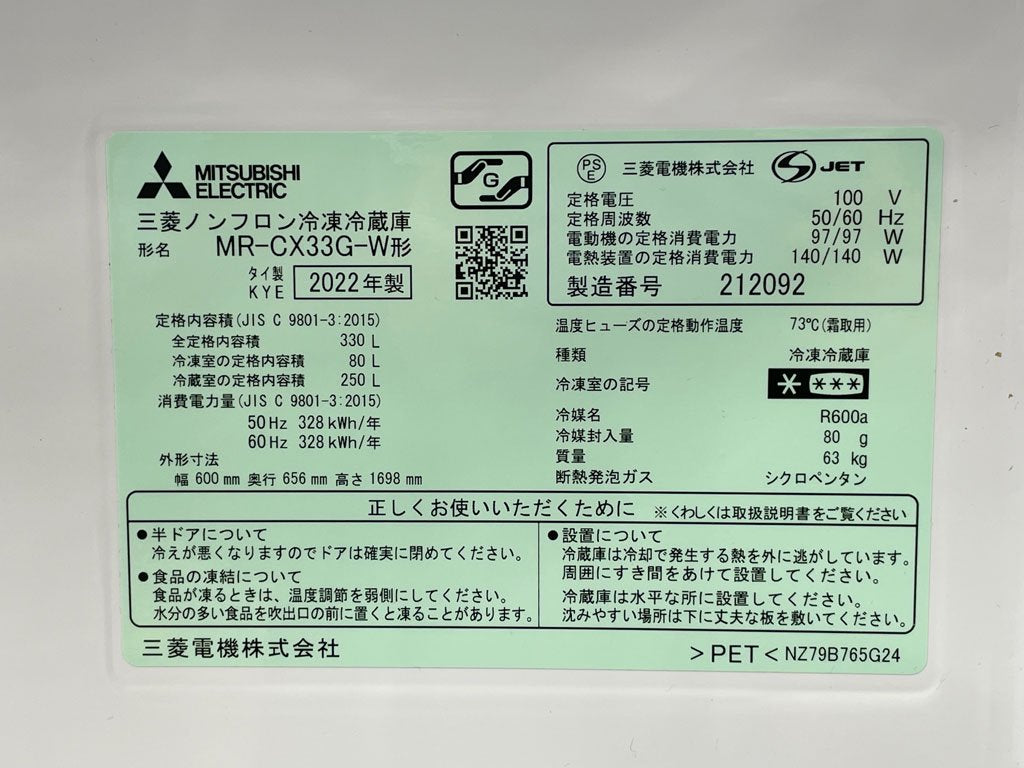 MITSUBISHI
ELECTRIC
三菱ノンフロン冷凍冷蔵庫
形名 MR-CX33G-W形
タイ製
KYE 2022年製
G
PS
E 三菱電機株式会社 S JET
定格電圧 100 V
定格周波数 50/60 Hz
電動機の定格消費電力 97/97 W
電熱装置の定格消費電力 140/140 W
製造番号 212092
定格内容積(JIS C 9801-3:2015)
全定格内容積 330 L
冷凍室の定格内容積 80 L
冷蔵室の定格内容積 250 L
消費電力量(JIS C 9801-3:2015)
50Hz 328kWh/年
60Hz 328kWh/年
外形寸法
幅600mm 奥行656mm 高さ1698mm
温度ヒューズの定格動作温度 73℃(霜取用)
種類 冷凍冷蔵庫
冷凍室の記号 * ***
冷媒名 R600a
冷媒封入量 80 g
質量 63 kg
断熱発泡ガス シクロペンタン
正しくお使いいただくために ※くわしくは取扱説明書をご覧ください
●半ドアについて
冷えが悪くなりますのでドアは確実に閉めてください。
●食品の凍結について
食品が凍るときは、温度調節を弱側にしてください。
水分の多い食品を吹出口の前に置くと凍ることがあります。
●設置について
冷蔵庫は冷却で発生する熱を外に逃がしています。
周囲にすき間をあけて設置してください。
冷蔵庫は水平な所に設置してください。
沈みやすい場所は下に丈夫な板を敷いてください。
三菱電機株式会社
>PET< NZ79B765G24